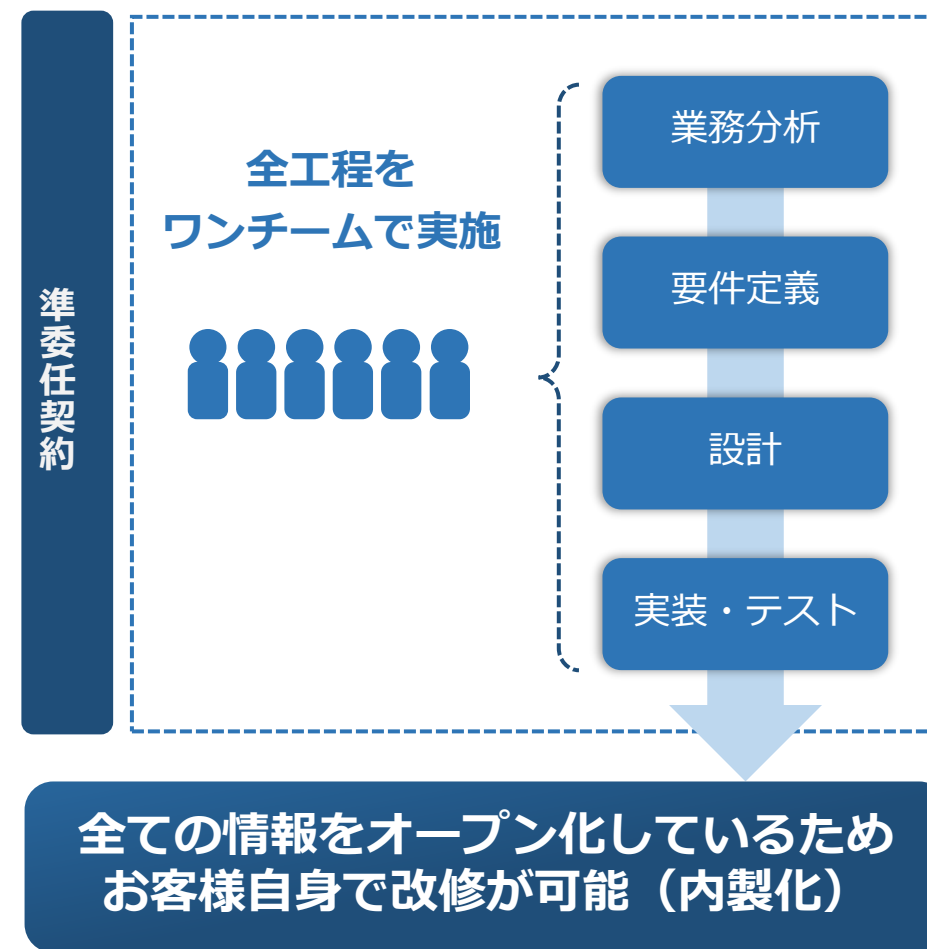 準委任契約
全工程を
ワンチームで実施
業務分析
要件定義
設計
実装・テスト
全ての情報をオープン化しているため
お客様自身で改修が可能（内製化）